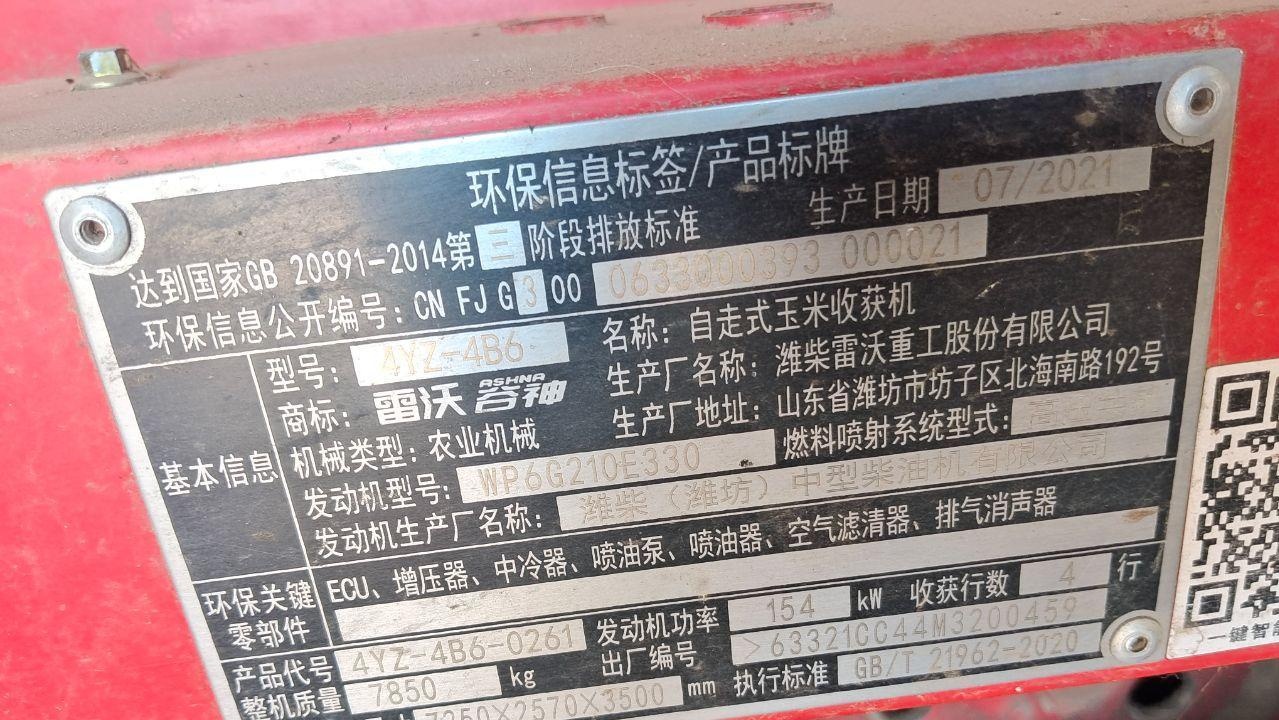 环保信息标签/产品标牌
达到国家GB 20891-2014第三阶段排放标准 生产日期 07/2021
环保信息公开编号: CN FJ G3 00 0633000393 000021
基本信息
型号: 4YZ-4B6 名称: 自走式玉米收获机
商标: 雷沃谷神 ASHNA 生产厂名称: 潍柴雷沃重工股份有限公司
机械类型: 农业机械 生产厂地址: 山东省潍坊市坊子区北海南路192号
发动机型号: WP6G210E330 燃料喷射系统型式:
发动机生产厂名称: 潍柴(潍坊)中型柴油机有限公司
环保关键零部件 ECU、增压器、中冷器、喷油泵、喷油器、空气滤清器、排气消声器
产品代号 4YZ-4B6-0261 发动机功率 154 kW 收获行数 4 行
整机质量 7850 kg 出厂编号 >63321CC44M3200459
7250×2570×3500 mm 执行标准 GB/T 21962-2020
一键智能